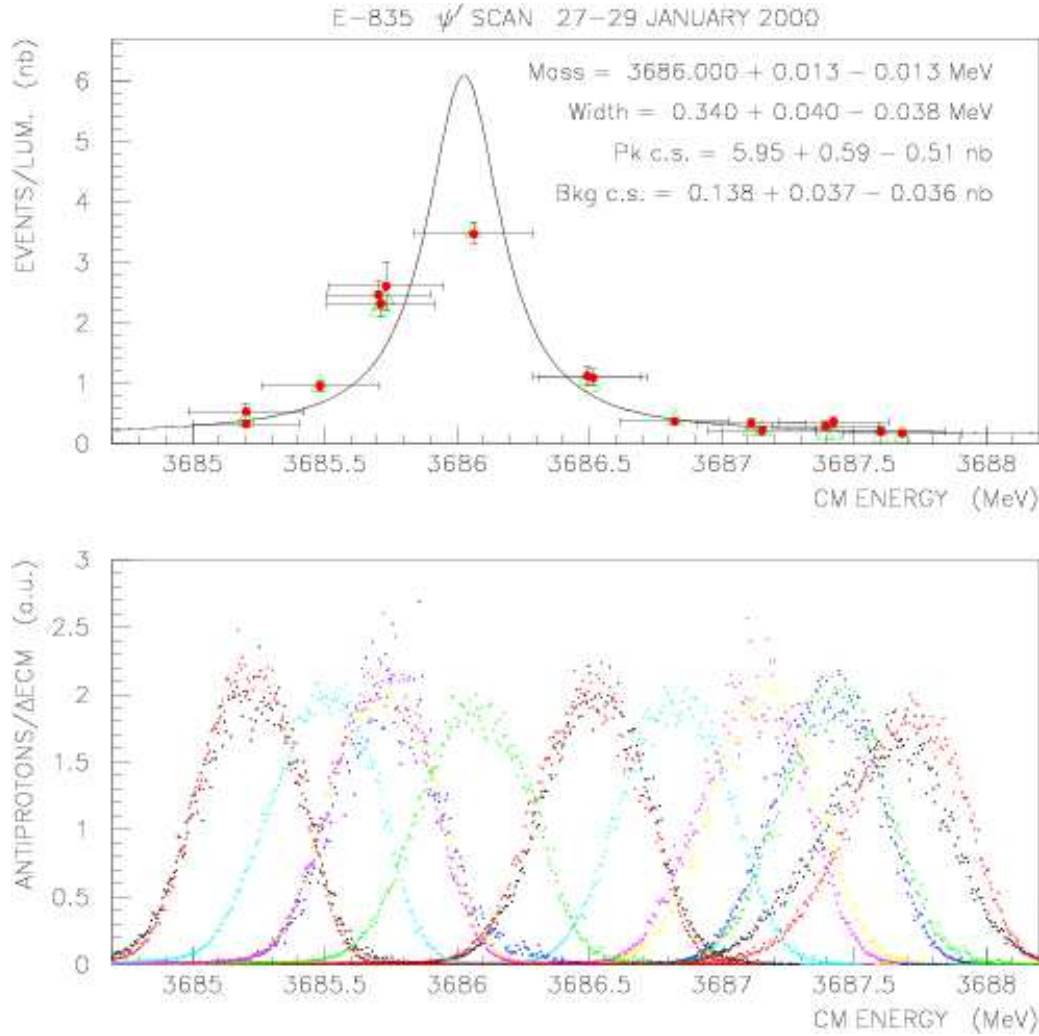 E-835 ψ′ SCAN 27-29 JANUARY 2000
EVENTS/LUM. (nb)
Mass = 3686.000 + 0.013 - 0.013 MeV
Width = 0.340 + 0.040 - 0.038 MeV
Pk c.s. = 5.95 + 0.59 - 0.51 nb
Bkg c.s. = 0.138 + 0.037 - 0.036 nb
6
5
4
3
2
1
0
3685 3685.5 3686 3686.5 3687 3687.5 3688
CM ENERGY (MeV)
ANTIPROTONS/ΔECM (a.u.)
3
2.5
2
1.5
1
0.5
0
3685 3685.5 3686 3686.5 3687 3687.5 3688
CM ENERGY (MeV)